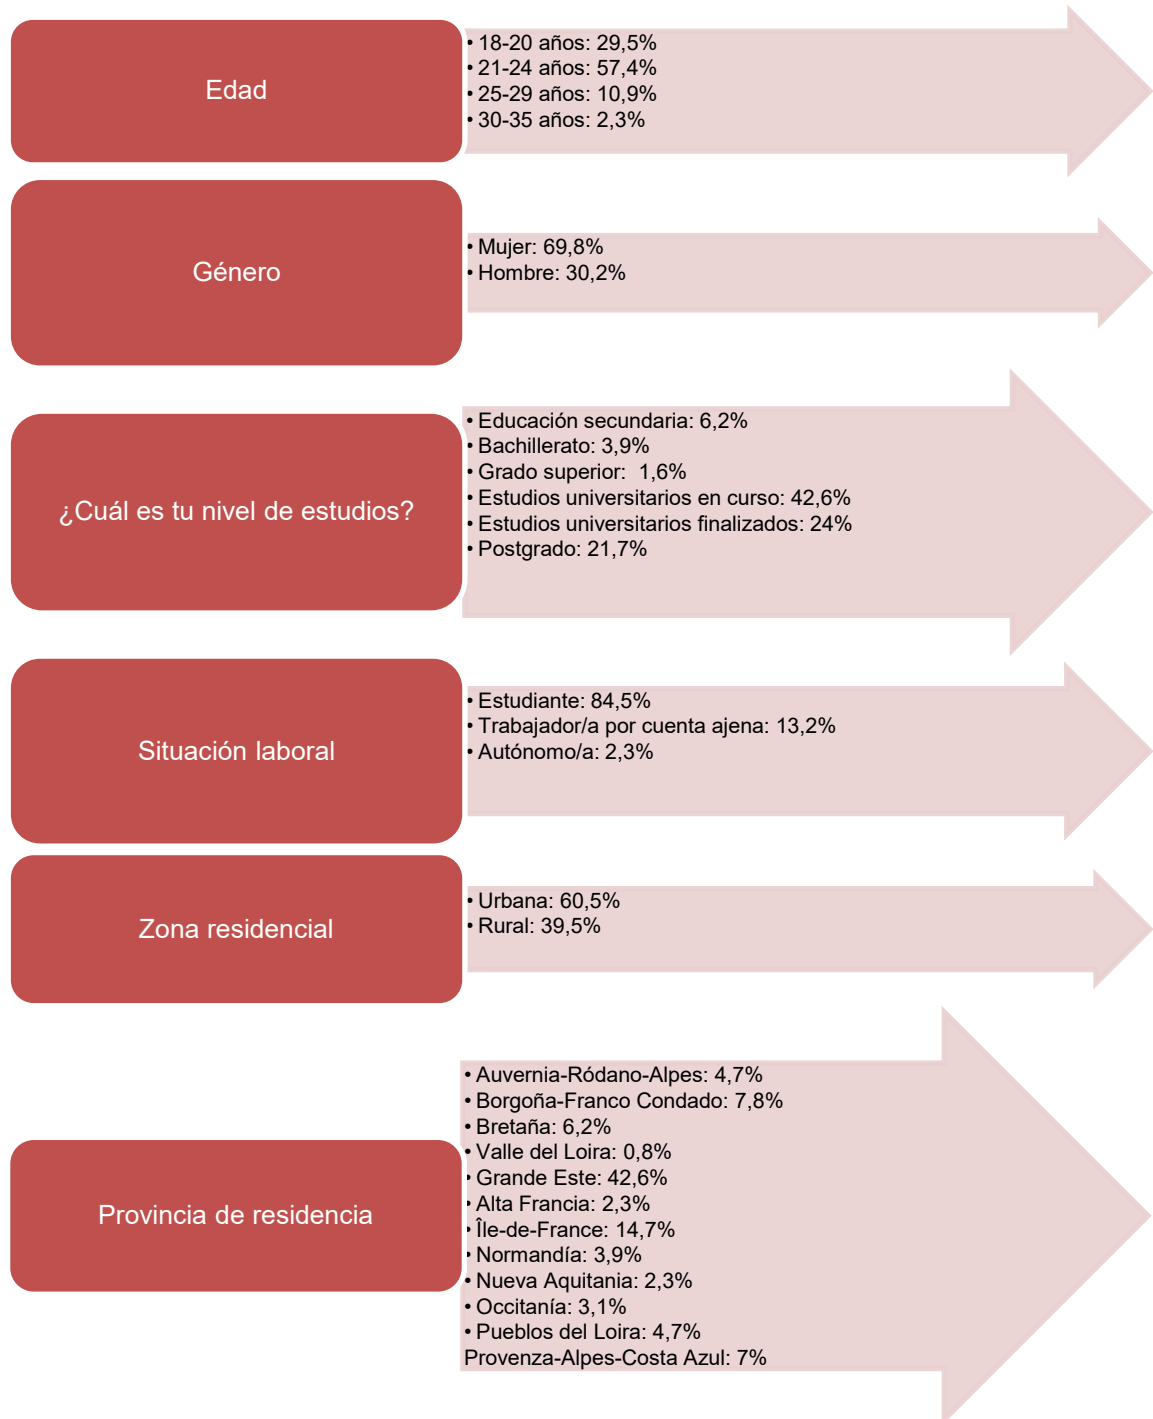 Edad
• 18-20 años: 29,5%
• 21-24 años: 57,4%
• 25-29 años: 10,9%
• 30-35 años: 2,3%
Género
• Mujer: 69,8%
• Hombre: 30,2%
¿Cuál es tu nivel de estudios?
• Educación secundaria: 6,2%
• Bachillerato: 3,9%
• Grado superior:  1,6%
• Estudios universitarios en curso: 42,6%
• Estudios universitarios finalizados: 24%
• Postgrado: 21,7%
Situación laboral
• Estudiante: 84,5%
• Trabajador/a por cuenta ajena: 13,2%
• Autónomo/a: 2,3%
Zona residencial
• Urbana: 60,5%
• Rural: 39,5%
Provincia de residencia
• Auvernia-Ródano-Alpes: 4,7%
• Borgoña-Franco Condado: 7,8%
• Bretaña: 6,2%
• Valle del Loira: 0,8%
• Grande Este: 42,6%
• Alta Francia: 2,3%
• Île-de-France: 14,7%
• Normandía: 3,9%
• Nueva Aquitania: 2,3%
• Occitanía: 3,1%
• Pueblos del Loira: 4,7%
Provenza-Alpes-Costa Azul: 7%